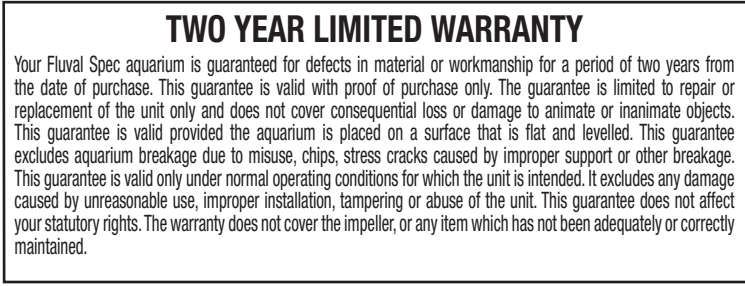 TWO YEAR LIMITED WARRANTY
Your Fluval Spec aquarium is guaranteed for defects in material or workmanship for a period of two years from
the date of purchase. This guarantee is valid with proof of purchase only. The guarantee is limited to repair or
replacement of the unit only and does not cover consequential loss or damage to animate or inanimate objects.
This guarantee is valid provided the aquarium is placed on a surface that is flat and levelled. This guarantee
excludes aquarium breakage due to misuse, chips, stress cracks caused by improper support or other breakage.
This guarantee is valid only under normal operating conditions for which the unit is intended. It excludes any damage
caused by unreasonable use, improper installation, tampering or abuse of the unit. This guarantee does not affect
your statutory rights. The warranty does not cover the impeller, or any item which has not been adequately or correctly
maintained.